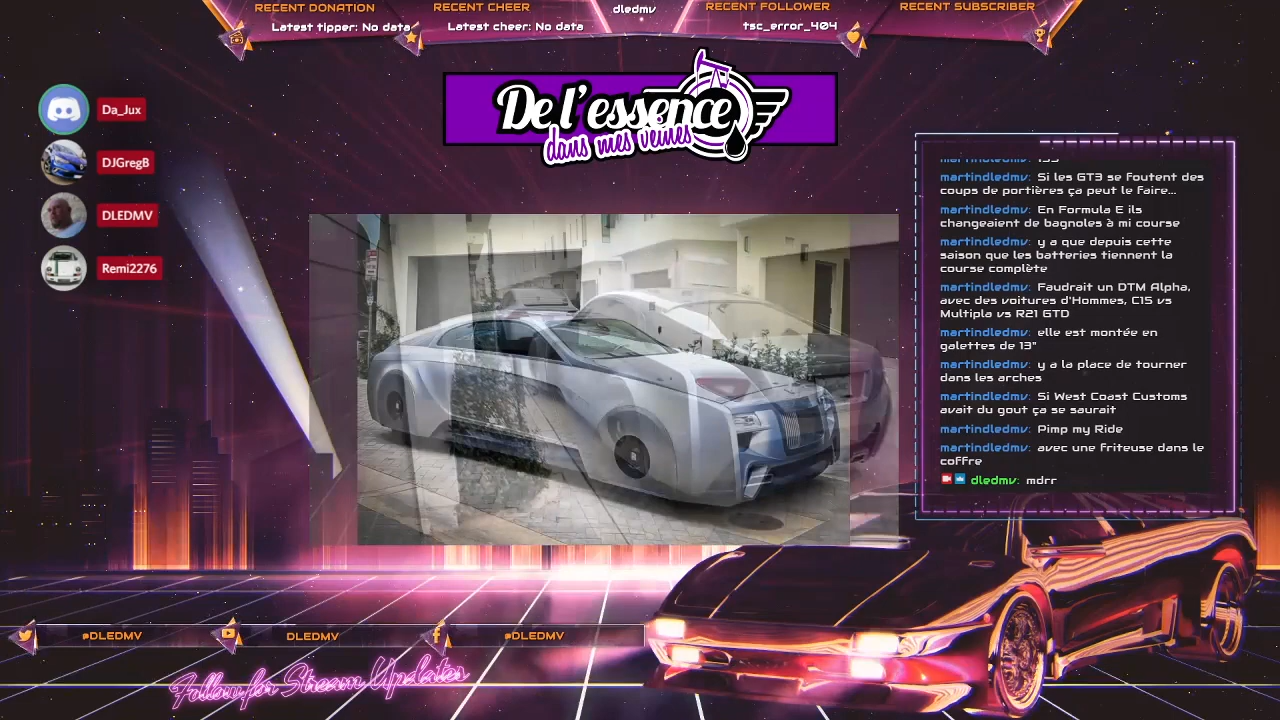 RECENT DONATION
RECENT CHEER
dledmv
RECENT FOLLOWER
RECENT SUBSCRIBER
Latest tipper: No data
Latest cheer: No data
tsc_error_404
De l'essence
dans mes veines
Da_Jux
DJGregB
DLEDMV
Remi2276
martindledmv: Si les GT3 se foutent des
coups de portières ça peut le faire...
martindledmv: En Formula E ils
changeaient de bagnoles à mi course
martindledmv: y a que depuis cette
saison que les batteries tiennent la
course complète
martindledmv: Faudrait un DTM Alpha,
avec des voitures d'Hommes, C15 vs
Multipla vs R21 GTD
martindledmv: elle est montée en
galettes de 13"
martindledmv: y a la place de tourner
dans les arches
martindledmv: Si West Coast Customs
avait du gout ça se saurait
martindledmv: Pimp my Ride
martindledmv: avec une friteuse dans le
coffre
dledmv: mdrr
@DLEDMV
DLEDMV
@DLEDMV
Follow for Stream Updates